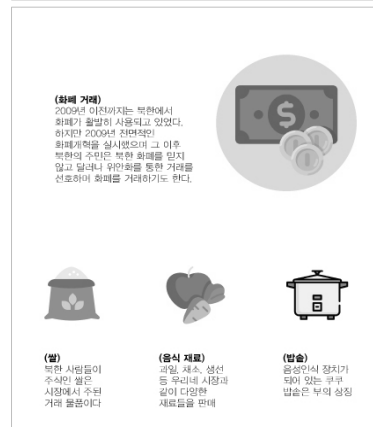 (화폐 거래)
2009년 이전까지는 북한에서
화폐가 활발히 사용되고 있었다.
하지만 2009년 전면적인
화폐개혁을 실시했으며 그 이후
북한의 주민은 북한 화폐를 믿지
않고 달러나 위안화를 통한 거래를
선호하며 화폐를 거래하기도 한다.
$
(쌀)
북한 사람들이
주식인 쌀은
시장에서 주된
거래 물품이다
(음식 재료)
과일, 채소, 생선
등 우리네 시장과
같이 다양한
재료들을 판매
(밥솥)
음성인식 장치가
되어 있는 쿠쿠
밥솥은 부의 상징